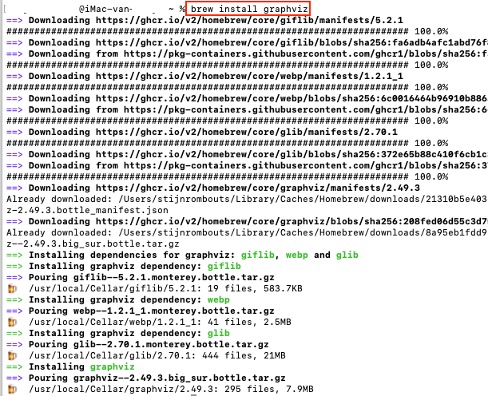 @iMac-van- ~ % brew install graphviz
==> Downloading https://ghcr.io/v2/homebrew/core/giflib/manifests/5.2.1
######################################################################## 100.0%
==> Downloading https://ghcr.io/v2/homebrew/core/giflib/blobs/sha256:fa6adb4afc1abd76f
==> Downloading from https://pkg-containers.githubusercontent.com/ghcr1/blobs/sha256:f
######################################################################## 100.0%
==> Downloading https://ghcr.io/v2/homebrew/core/webp/manifests/1.2.1_1
######################################################################## 100.0%
==> Downloading https://ghcr.io/v2/homebrew/core/webp/blobs/sha256:6c0016464b96910b886
==> Downloading from https://pkg-containers.githubusercontent.com/ghcr1/blobs/sha256:6
######################################################################## 100.0%
==> Downloading https://ghcr.io/v2/homebrew/core/glib/manifests/2.70.1
######################################################################## 100.0%
==> Downloading https://ghcr.io/v2/homebrew/core/glib/blobs/sha256:372e65b88c410f6cb1c
==> Downloading from https://pkg-containers.githubusercontent.com/ghcr1/blobs/sha256:3
######################################################################## 100.0%
==> Downloading https://ghcr.io/v2/homebrew/core/graphviz/manifests/2.49.3
Already downloaded: /Users/stijnrombouts/Library/Caches/Homebrew/downloads/21310b5e403
z-2.49.3.bottle_manifest.json
==> Downloading https://ghcr.io/v2/homebrew/core/graphviz/blobs/sha256:208fed06d55c3d7
Already downloaded: /Users/stijnrombouts/Library/Caches/Homebrew/downloads/8a95eb1fdd9
z--2.49.3.big_sur.bottle.tar.gz
==> Installing dependencies for graphviz: giflib, webp and glib
==> Installing graphviz dependency: giflib
==> Pouring giflib--5.2.1.monterey.bottle.tar.gz
/usr/local/Cellar/giflib/5.2.1: 19 files, 583.7KB
==> Installing graphviz dependency: webp
==> Pouring webp--1.2.1_1.monterey.bottle.tar.gz
/usr/local/Cellar/webp/1.2.1_1: 41 files, 2.5MB
==> Installing graphviz dependency: glib
==> Pouring glib--2.70.1.monterey.bottle.tar.gz
/usr/local/Cellar/glib/2.70.1: 444 files, 21MB
==> Installing graphviz
==> Pouring graphviz--2.49.3.big_sur.bottle.tar.gz
/usr/local/Cellar/graphviz/2.49.3: 295 files, 7.9MB